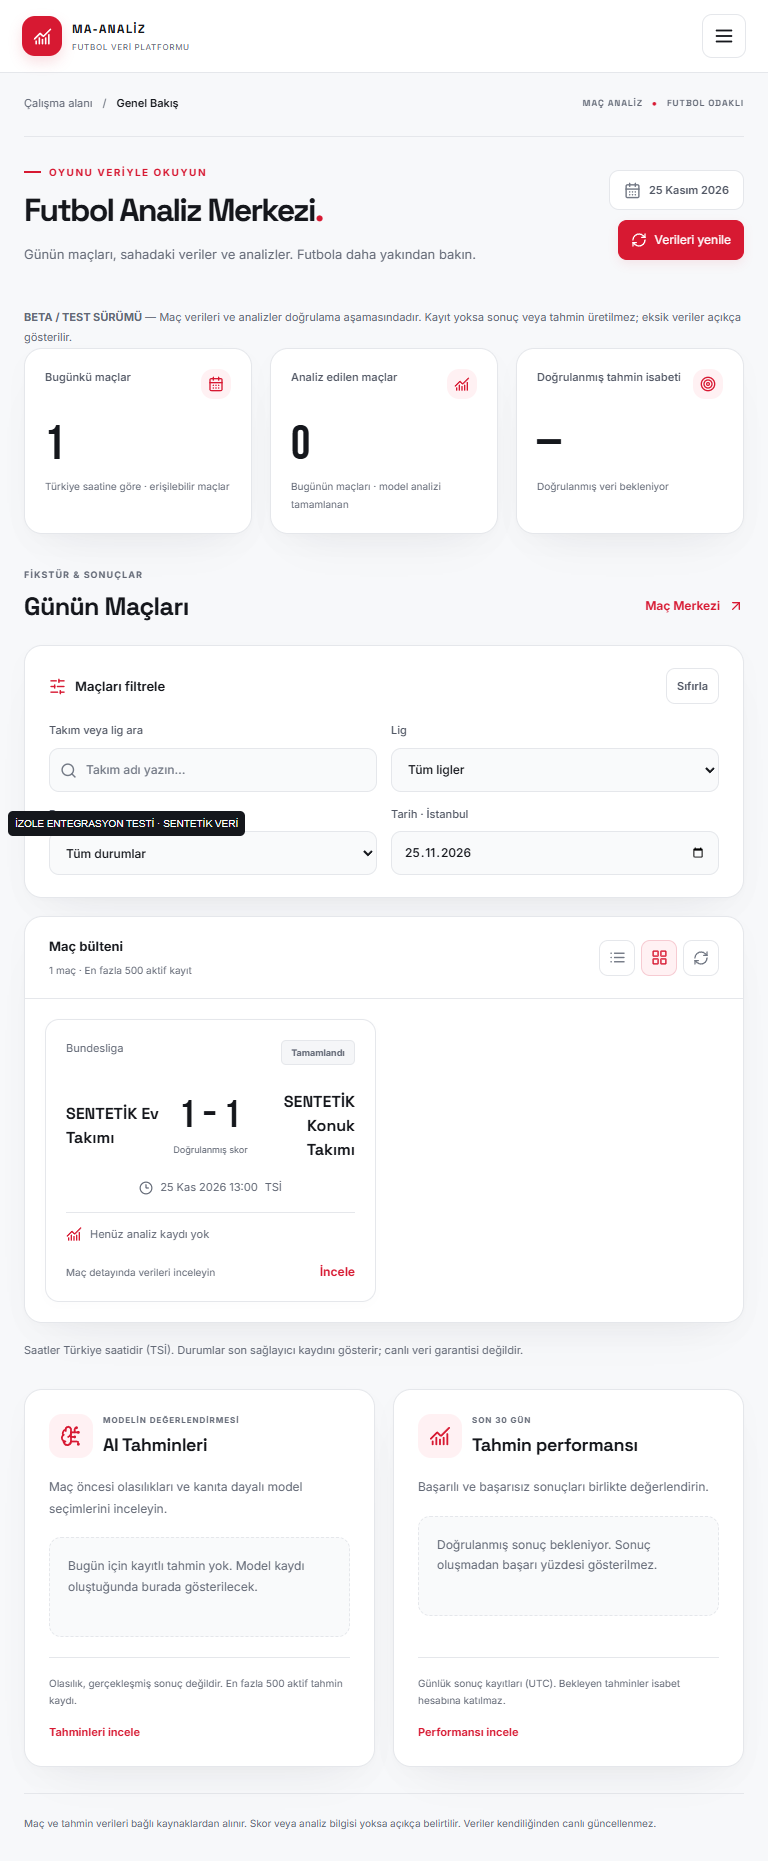 MA-ANALİZ
FUTBOL VERİ PLATFORMU
Çalışma alanı / Genel Bakış
MAÇ ANALİZ • FUTBOL ODAKLI
OYUNU VERİYLE OKUYUN
Futbol Analiz Merkezi.
Günün maçları, sahadaki veriler ve analizler. Futbola daha yakından bakın.
25 Kasım 2026
Verileri yenile
BETA / TEST SÜRÜMÜ — Maç verileri ve analizler doğrulama aşamasındadır. Kayıt yoksa sonuç veya tahmin üretilmez; eksik veriler açıkça
gösterilir.
Bugünkü maçlar
1
Türkiye saatine göre · erişilebilir maçlar
Analiz edilen maçlar
0
Bugünün maçları · model analizi
tamamlanan
Doğrulanmış tahmin isabeti
—
Doğrulanmış veri bekleniyor
FİKSTÜR & SONUÇLAR
Günün Maçları
Maç Merkezi
Maçları filtrele
Sıfırla
Takım veya lig ara
Takım adı yazın...
Lig
Tüm ligler
İZOLE ENTEGRASYON TESTİ · SENTETİK VERİ
Tüm durumlar
Tarih · İstanbul
25.11.2026
Maç bülteni
1 maç · En fazla 500 aktif kayıt
Bundesliga
Tamamlandı
SENTETİK Ev
Takımı
1 - 1
Doğrulanmış skor
SENTETİK
Konuk
Takımı
25 Kas 2026 13:00 TSİ
Henüz analiz kaydı yok
Maç detayında verileri inceleyin
İncele
Saatler Türkiye saatidir (TSİ). Durumlar son sağlayıcı kaydını gösterir; canlı veri garantisi değildir.
MODELİN DEĞERLENDİRMESİ
AI Tahminleri
Maç öncesi olasılıkları ve kanıta dayalı model
seçimlerini inceleyin.
Bugün için kayıtlı tahmin yok. Model kaydı
oluştuğunda burada gösterilecek.
Olasılık, gerçekleşmiş sonuç değildir. En fazla 500 aktif tahmin
kaydı.
Tahminleri incele
SON 30 GÜN
Tahmin performansı
Başarılı ve başarısız sonuçları birlikte değerlendirin.
Doğrulanmış sonuç bekleniyor. Sonuç
oluşmadan başarı yüzdesi gösterilmez.
Günlük sonuç kayıtları (UTC). Bekleyen tahminler isabet
hesabına katılmaz.
Performansı incele
Maç ve tahmin verileri bağlı kaynaklardan alınır. Skor veya analiz bilgisi yoksa açıkça belirtilir. Veriler kendiliğinden canlı güncellenmez.